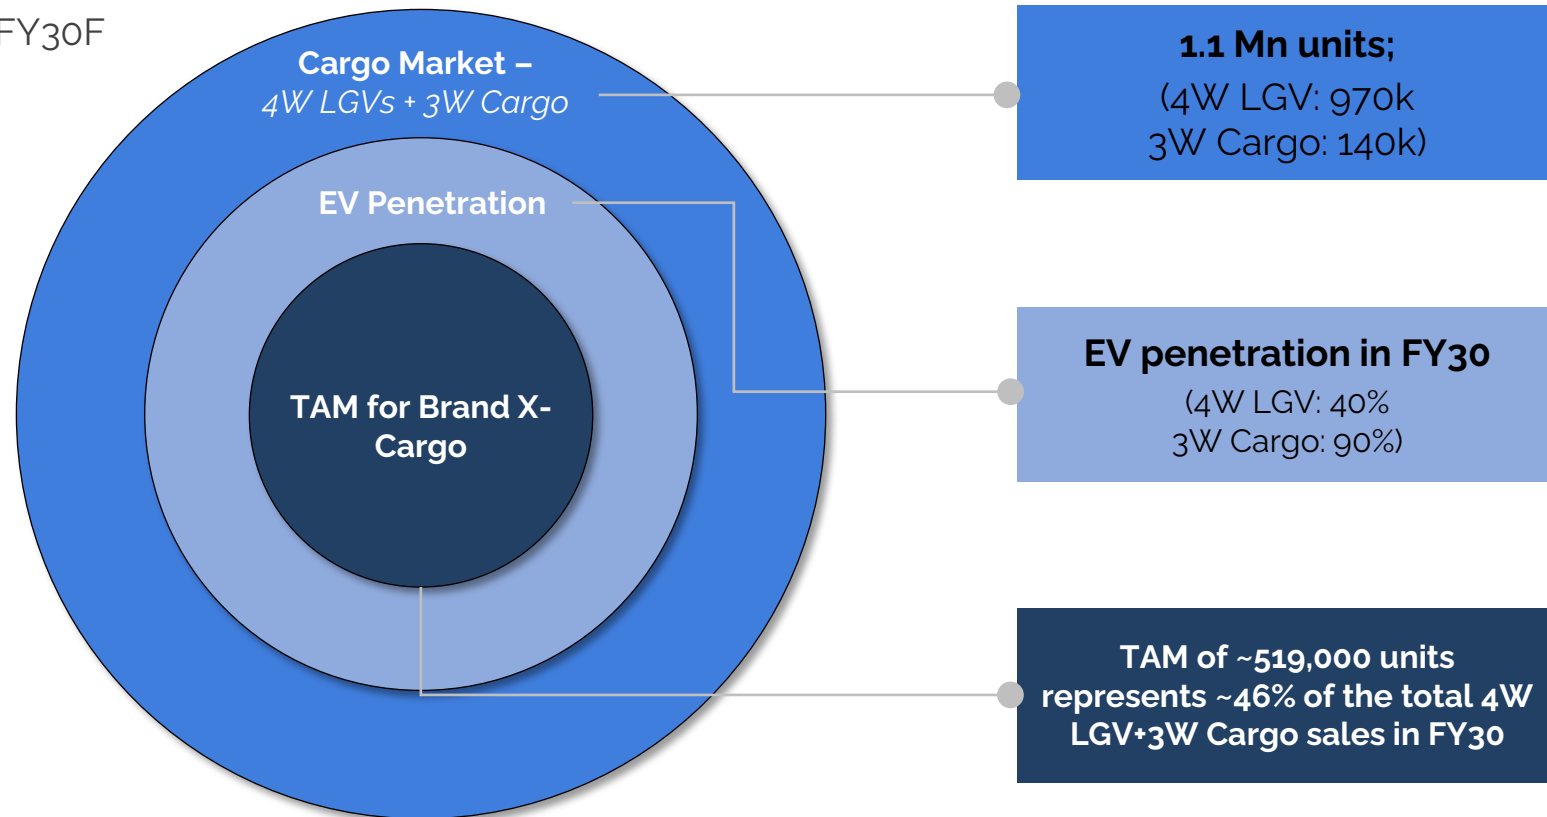 FY30F
Cargo Market –
4W LGVs + 3W Cargo
EV Penetration
TAM for Brand X-
Cargo
1.1 Mn units;
(4W LGV: 970k
3W Cargo: 140k)
EV penetration in FY30
(4W LGV: 40%
3W Cargo: 90%)
TAM of ~519,000 units
represents ~46% of the total 4W
LGV+3W Cargo sales in FY30